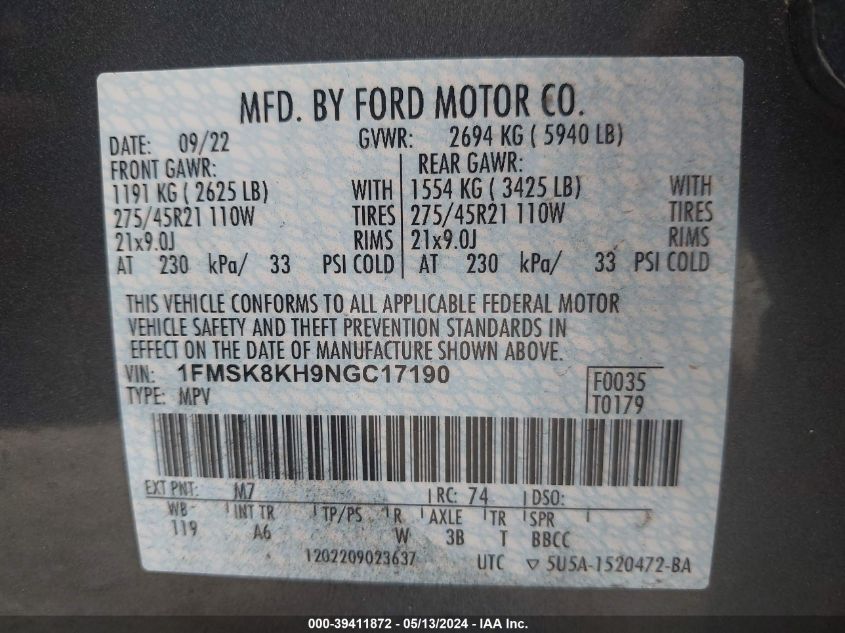 MFD. BY FORD MOTOR CO.
DATE: 09/22 GVWR: 2694 KG ( 5940 LB)
FRONT GAWR: REAR GAWR:
1191 KG ( 2625 LB) WITH 1554 KG ( 3425 LB) WITH
275/45R21 110W TIRES 275/45R21 110W TIRES
21x9.0J RIMS 21x9.0J RIMS
AT 230 kPa/ 33 PSI COLD AT 230 kPa/ 33 PSI COLD
THIS VEHICLE CONFORMS TO ALL APPLICABLE FEDERAL MOTOR
VEHICLE SAFETY AND THEFT PREVENTION STANDARDS IN
EFFECT ON THE DATE OF MANUFACTURE SHOWN ABOVE.
VIN: 1FMSK8KH9NGC17190 F0035
TYPE: MPV T0179
EXT PNT: M7 RC: 74 DSO:
WB INT TR TP/PS R AXLE TR SPR
119 A6 W 3B T BBCC
1202209023637 UTC ▽ 5U5A-1520472-BA
000-39411872 - 05/13/2024 - IAA Inc.